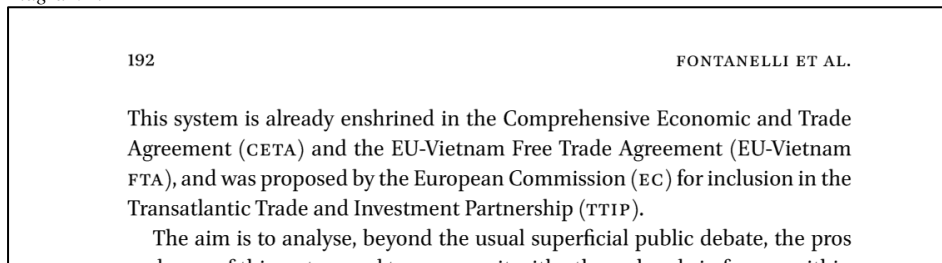 192 FONTANELLI ET AL.
This system is already enshrined in the Comprehensive Economic and Trade
Agreement (CETA) and the EU-Vietnam Free Trade Agreement (EU-Vietnam
FTA), and was proposed by the European Commission (EC) for inclusion in the
Transatlantic Trade and Investment Partnership (TTIP).
The aim is to analyse, beyond the usual superficial public debate, the pros